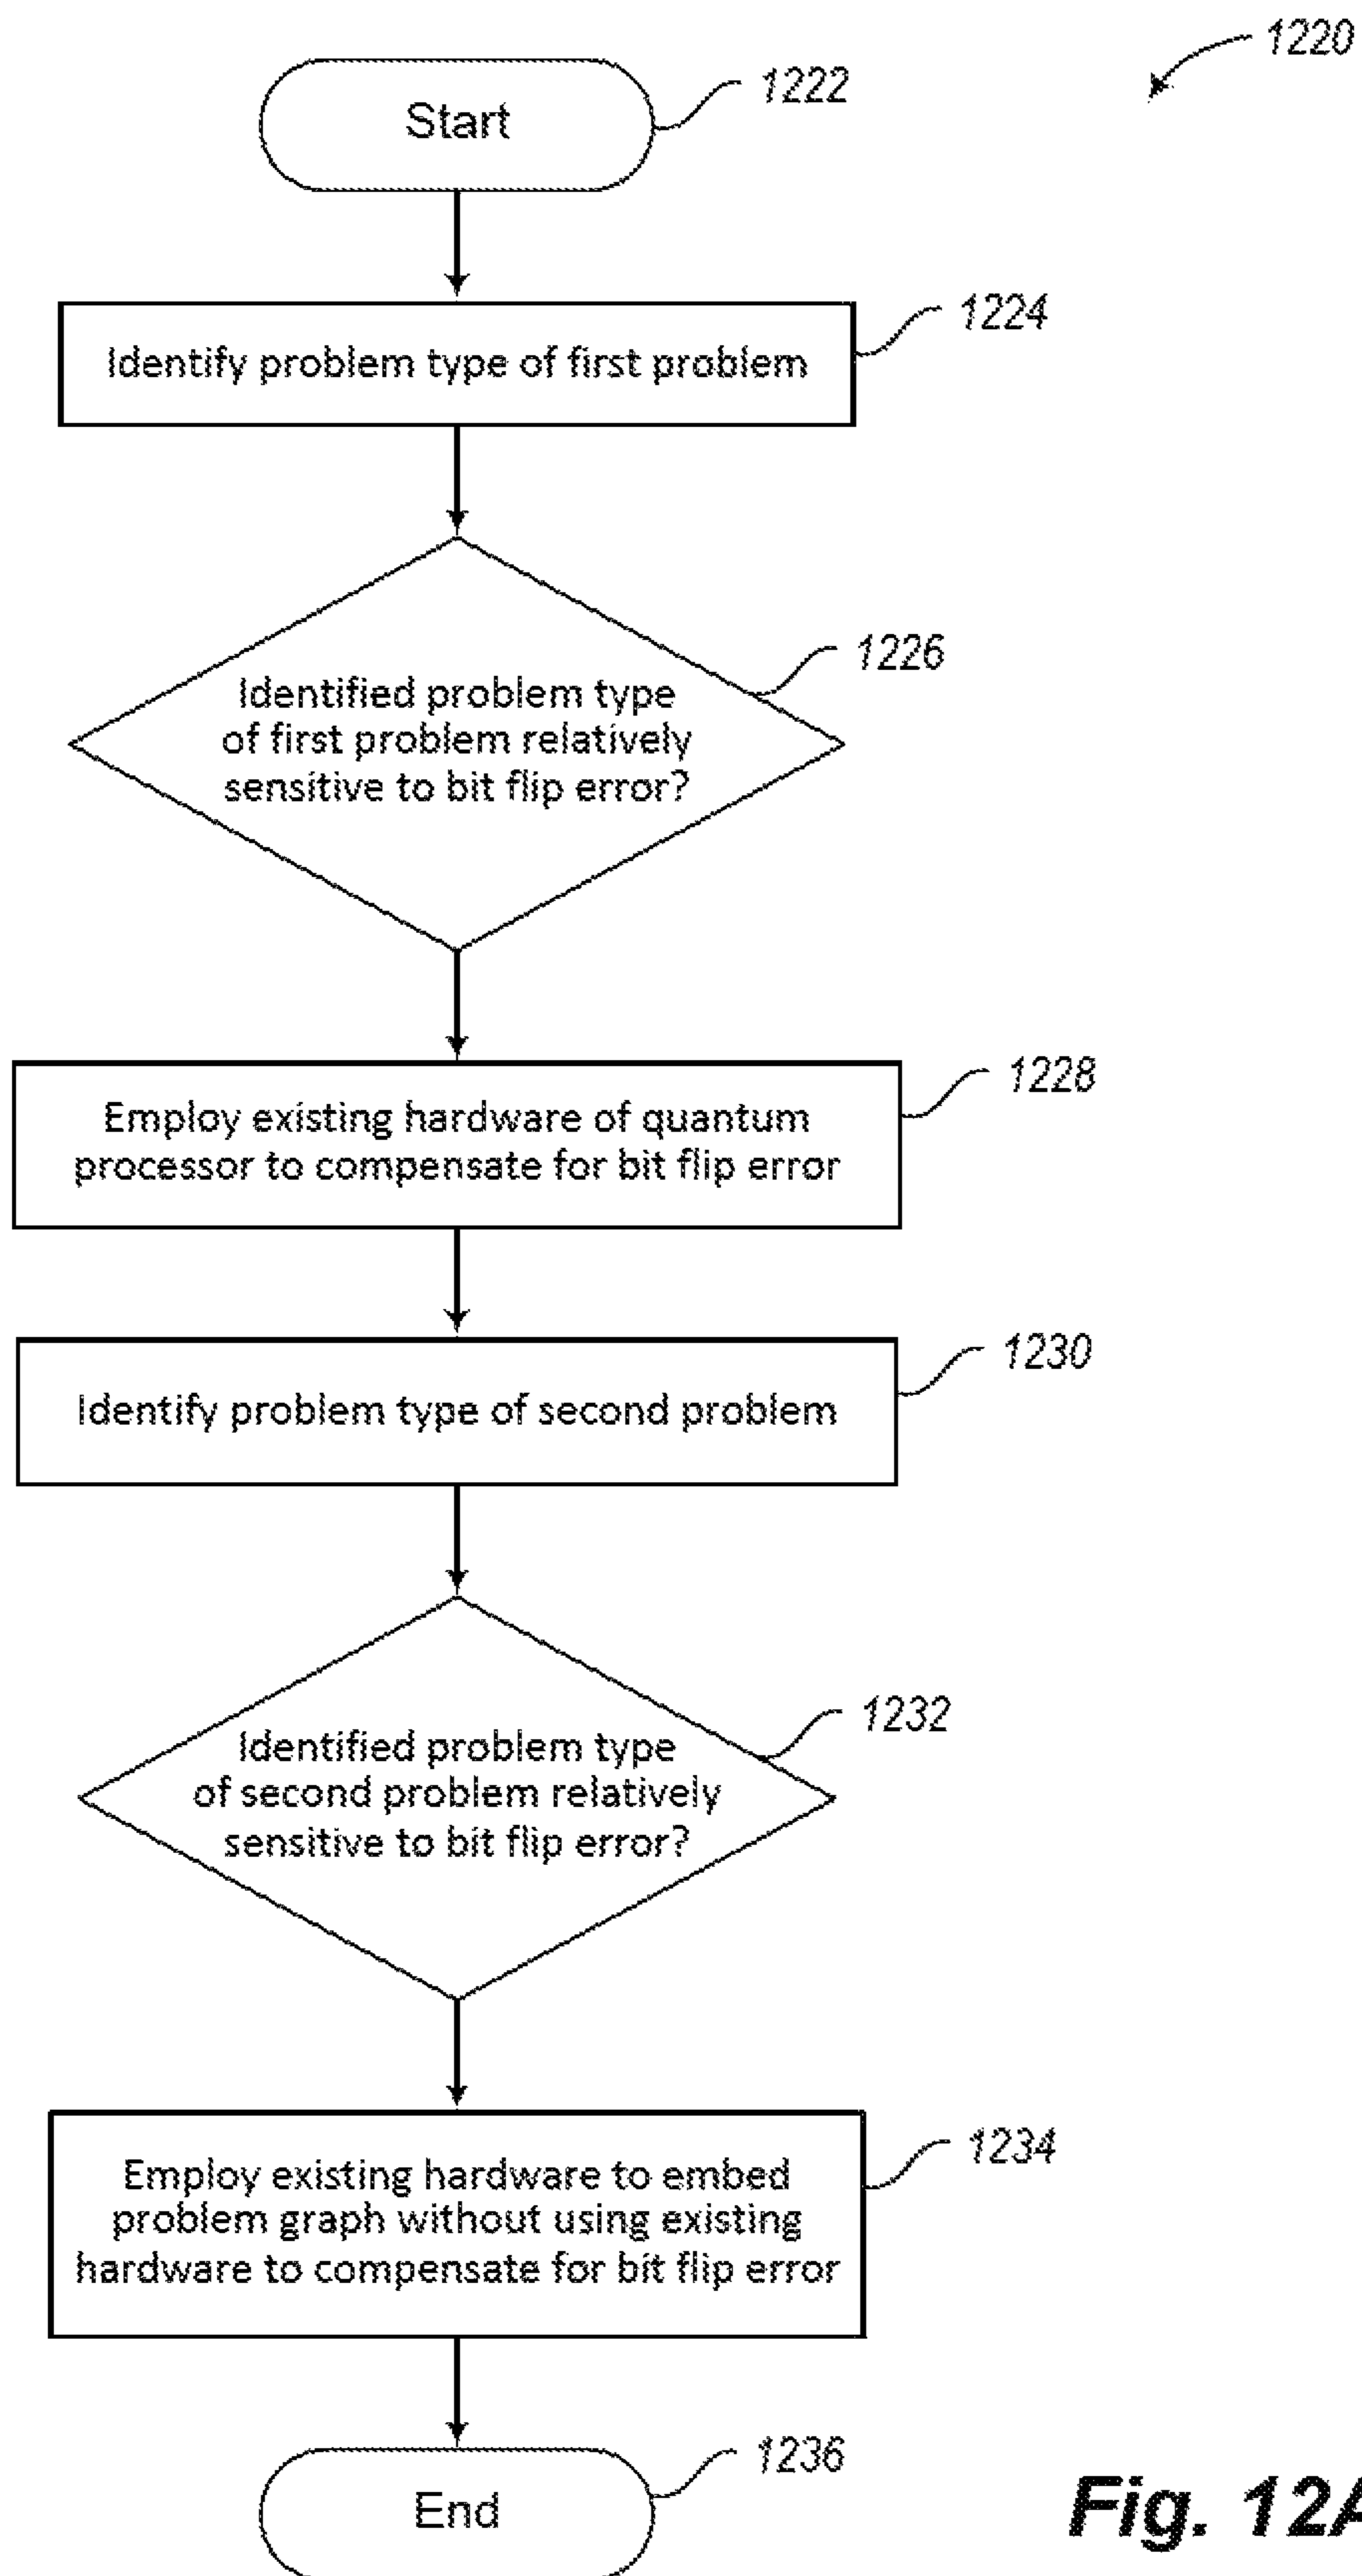 1220
1222
Start
1224
Identify problem type of first problem
1226
Identified problem type
of first problem relatively
sensitive to bit flip error?
1228
Employ existing hardware of quantum
processor to compensate for bit flip error
1230
Identify problem type of second problem
1232
Identified problem type
of second problem relatively
sensitive to bit flip error?
1234
Employ existing hardware to embed
problem graph without using existing
hardware to compensate for bit flip error
1236
End
Fig. 12A